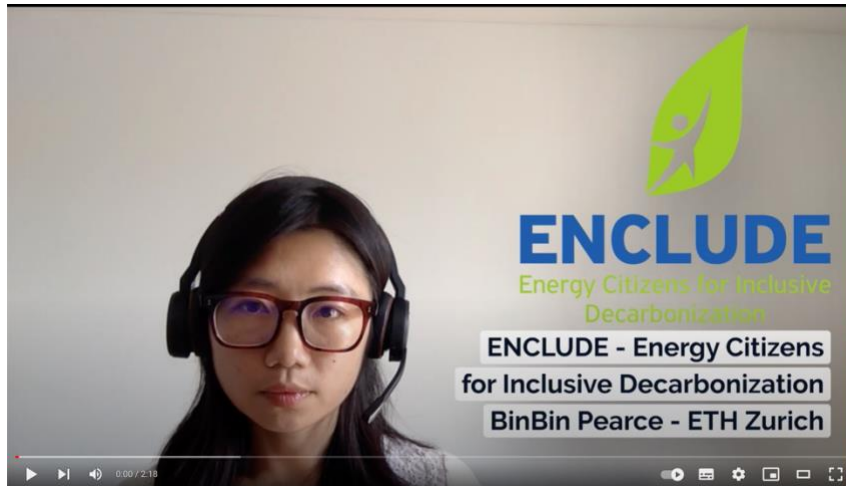 ENCLUDE
Energy Citizens for Inclusive
Decarbonization
ENCLUDE - Energy Citizens
for Inclusive Decarbonization
BinBin Pearce - ETH Zurich
0:00 / 2:18